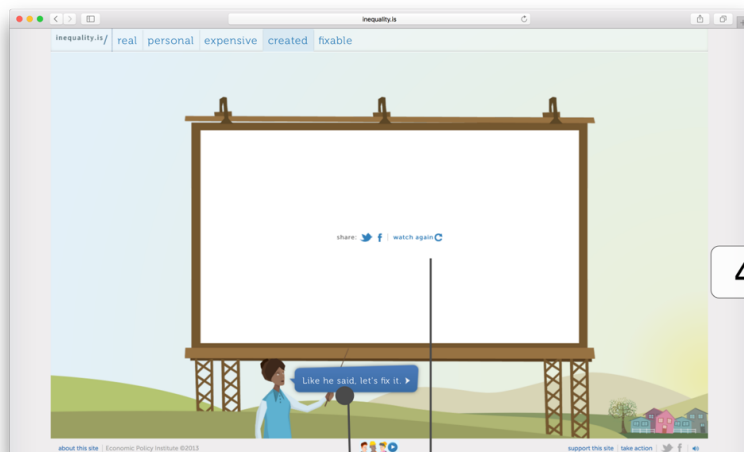 inequality.is
inequality.is/ real personal expensive created fixable
share: f | watch again
4
Like he said, let's fix it.
about this site | Economic Policy Institute ©2013
support this site | take action | f